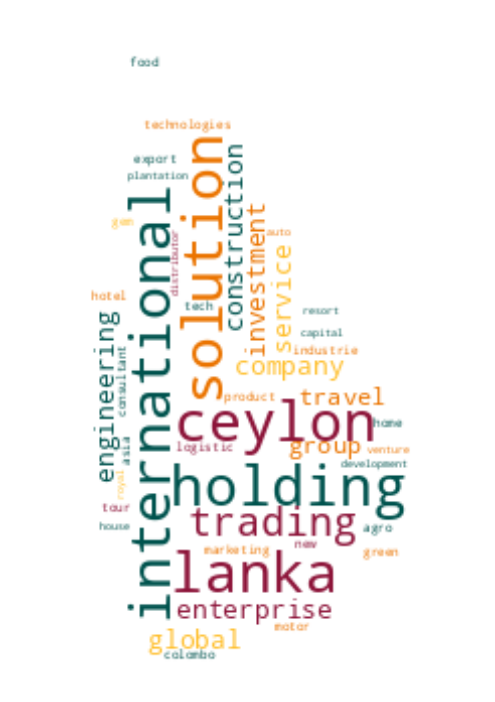 food
technologies
export
plantation
solution
construction
international
investment
auto
distributor
service
hotel
tech
resort
engineering
capital
consultant
industrie
company
product
travel
ceylon
home
asia
logistic
group
venture
development
royal
holding
tour
trading
house
agro
new
marketing
green
lanka
enterprise
motor
global
colombo